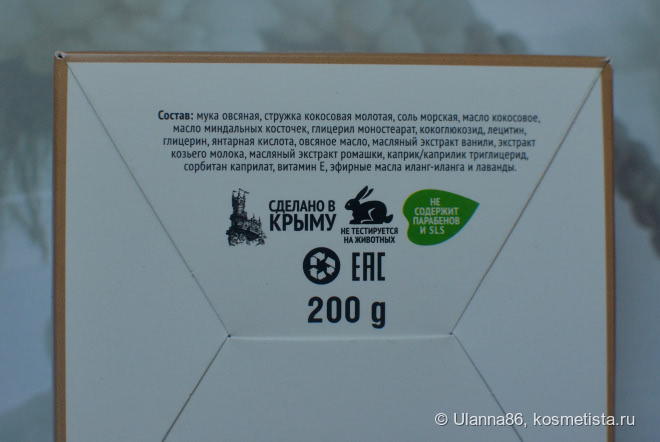 Состав: мука овсяная, стружка кокосовая молотая, соль морская, масло кокосовое,
масло миндальных косточек, глицерил моностеарат, кокоглюкозид, лецитин,
глицерин, янтарная кислота, овсяное масло, масляный экстракт ванили, экстракт
козьего молока, масляный экстракт ромашки, каприк/каприлик триглицерид,
сорбитан каприлат, витамин Е, эфирные масла иланг-иланга и лаванды.
СДЕЛАНО В
КРЫМУ
НЕ ТЕСТИРУЕТСЯ
НА ЖИВОТНЫХ
НЕ
СОДЕРЖИТ
ПАРАБЕНОВ
И SLS
EAC
200 g
© Ulanna86, kosmetista.ru